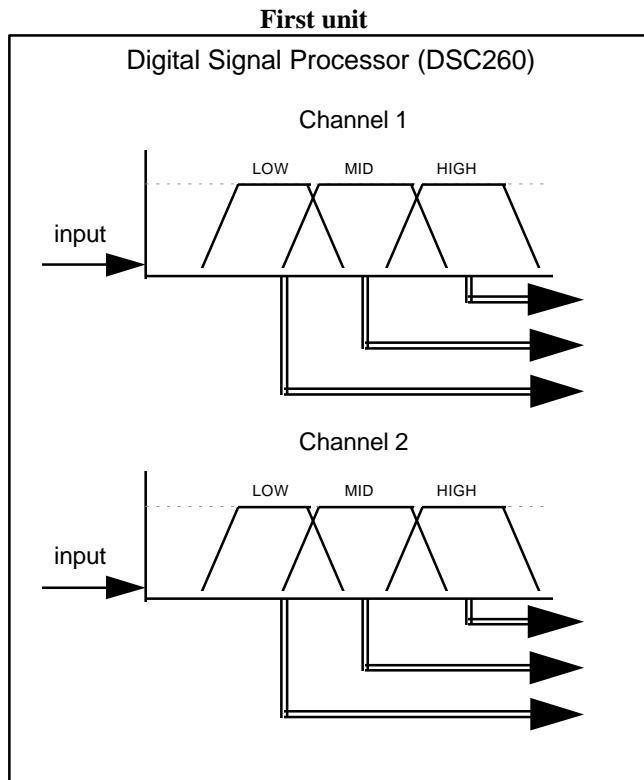 First unit
Digital Signal Processor (DSC260)
Channel 1
LOW MID HIGH
input
Channel 2
LOW MID HIGH
input